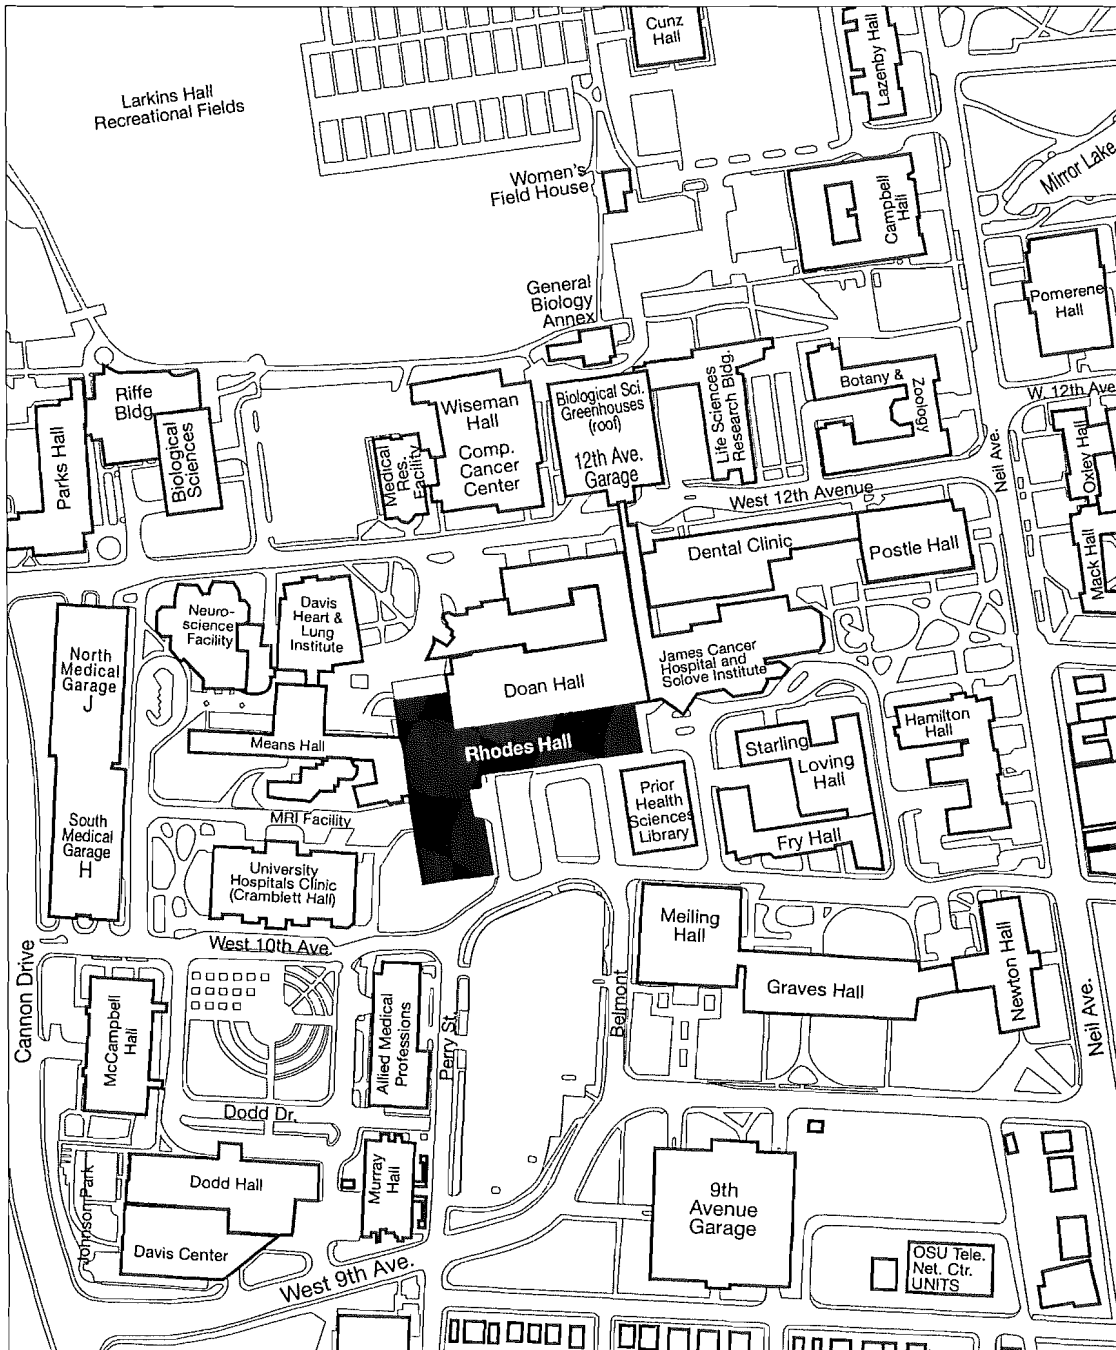 Cunz
Hall
Lazenby Hall
Larkins Hall
Recreational Fields
Women's
Field House
Mirror Lake
Campbell
Hall
General
Biology
Annex
Pomerene
Hall
Riffe
Bldg.
Biological
Sciences
Parks Hall
Wiseman
Hall
Comp.
Cancer
Center
Medical
Res.
Facility
Biological Sci.
Greenhouses
(roof)
12th Ave.
Garage
Life Sciences
Research Bldg.
Botany &
Zoology
W. 12th Ave
Oxley Hall
Neil Ave.
West 12th Avenue
Dental Clinic
Postle Hall
Mack Hall
Neuro-
science
Facility
Davis
Heart &
Lung
Institute
North
Medical
Garage
J
Doan Hall
James Cancer
Hospital and
Solove Institute
Means Hall
Rhodes Hall
Hamilton
Hall
Starling
Loving
Hall
Prior
Health
Sciences
Library
MRI Facility
South
Medical
Garage
H
Fry Hall
University
Hospitals Clinic
(Cramblett Hall)
West 10th Ave.
Meiling
Hall
Graves Hall
Newton Hall
Cannon Drive
McCampbell
Hall
Allied Medical
Professions
Perry St.
Belmont
Neil Ave.
Dodd Dr.
Dodd Hall
Murray
Hall
9th
Avenue
Garage
Johnson Park
Davis Center
West 9th Ave.
OSU Tele.
Net. Ctr.
UNITS